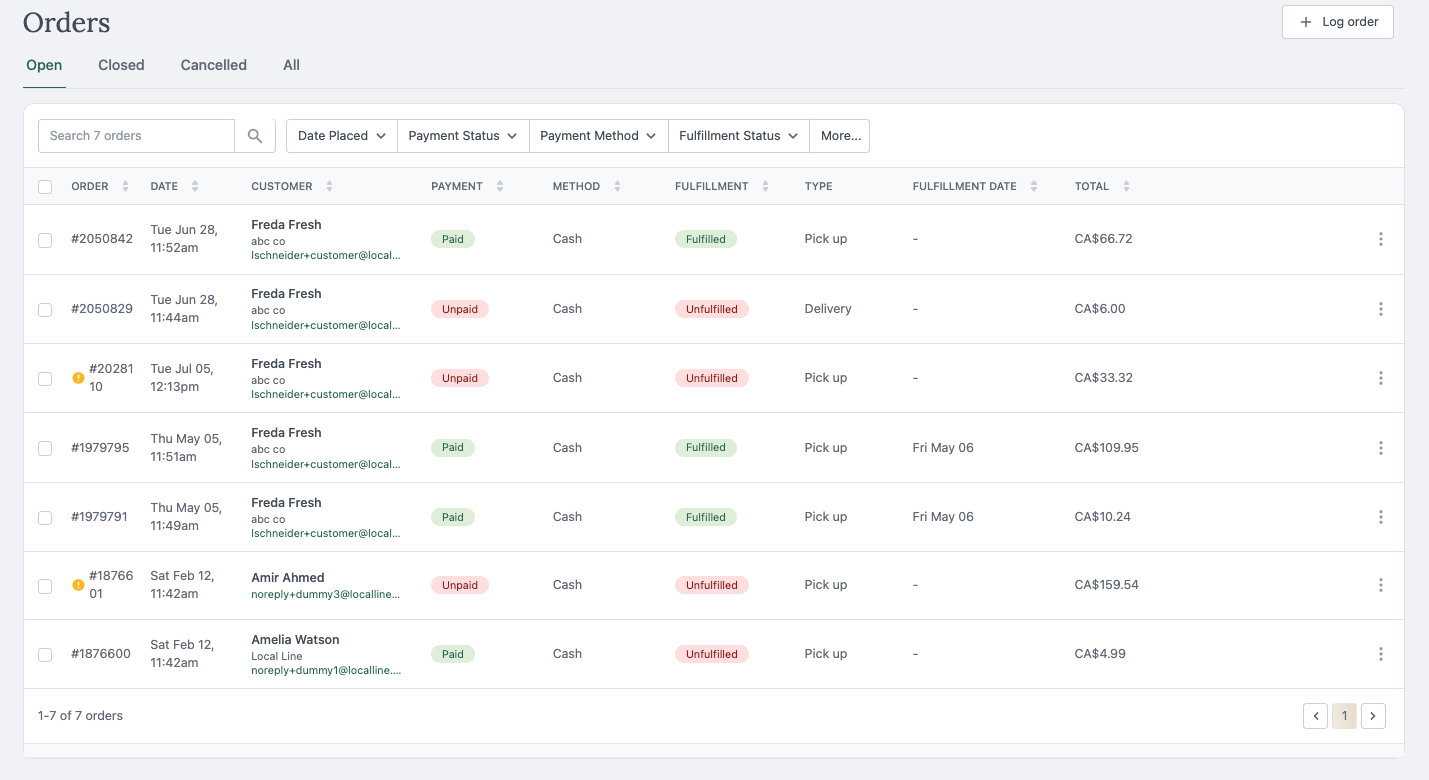 Orders
+ Log order
Open Closed Cancelled All
Search 7 orders Date Placed Payment Status Payment Method Fulfillment Status More...
ORDER DATE CUSTOMER PAYMENT METHOD FULFILLMENT TYPE FULFILLMENT DATE TOTAL
#2050842 Tue Jun 28, 11:52am Freda Fresh abc co lschneider+customer@local... Paid Cash Fulfilled Pick up - CA$66.72
#2050829 Tue Jun 28, 11:44am Freda Fresh abc co lschneider+customer@local... Unpaid Cash Unfulfilled Delivery - CA$6.00
#2028110 Tue Jul 05, 12:13pm Freda Fresh abc co lschneider+customer@local... Unpaid Cash Unfulfilled Pick up - CA$33.32
#1979795 Thu May 05, 11:51am Freda Fresh abc co lschneider+customer@local... Paid Cash Fulfilled Pick up Fri May 06 CA$109.95
#1979791 Thu May 05, 11:49am Freda Fresh abc co lschneider+customer@local... Paid Cash Fulfilled Pick up Fri May 06 CA$10.24
#1876601 Sat Feb 12, 11:42am Amir Ahmed noreply+dummy3@localline... Unpaid Cash Unfulfilled Pick up - CA$159.54
#1876600 Sat Feb 12, 11:42am Amelia Watson Local Line noreply+dummy1@localline.... Paid Cash Unfulfilled Pick up - CA$4.99
1-7 of 7 orders 1